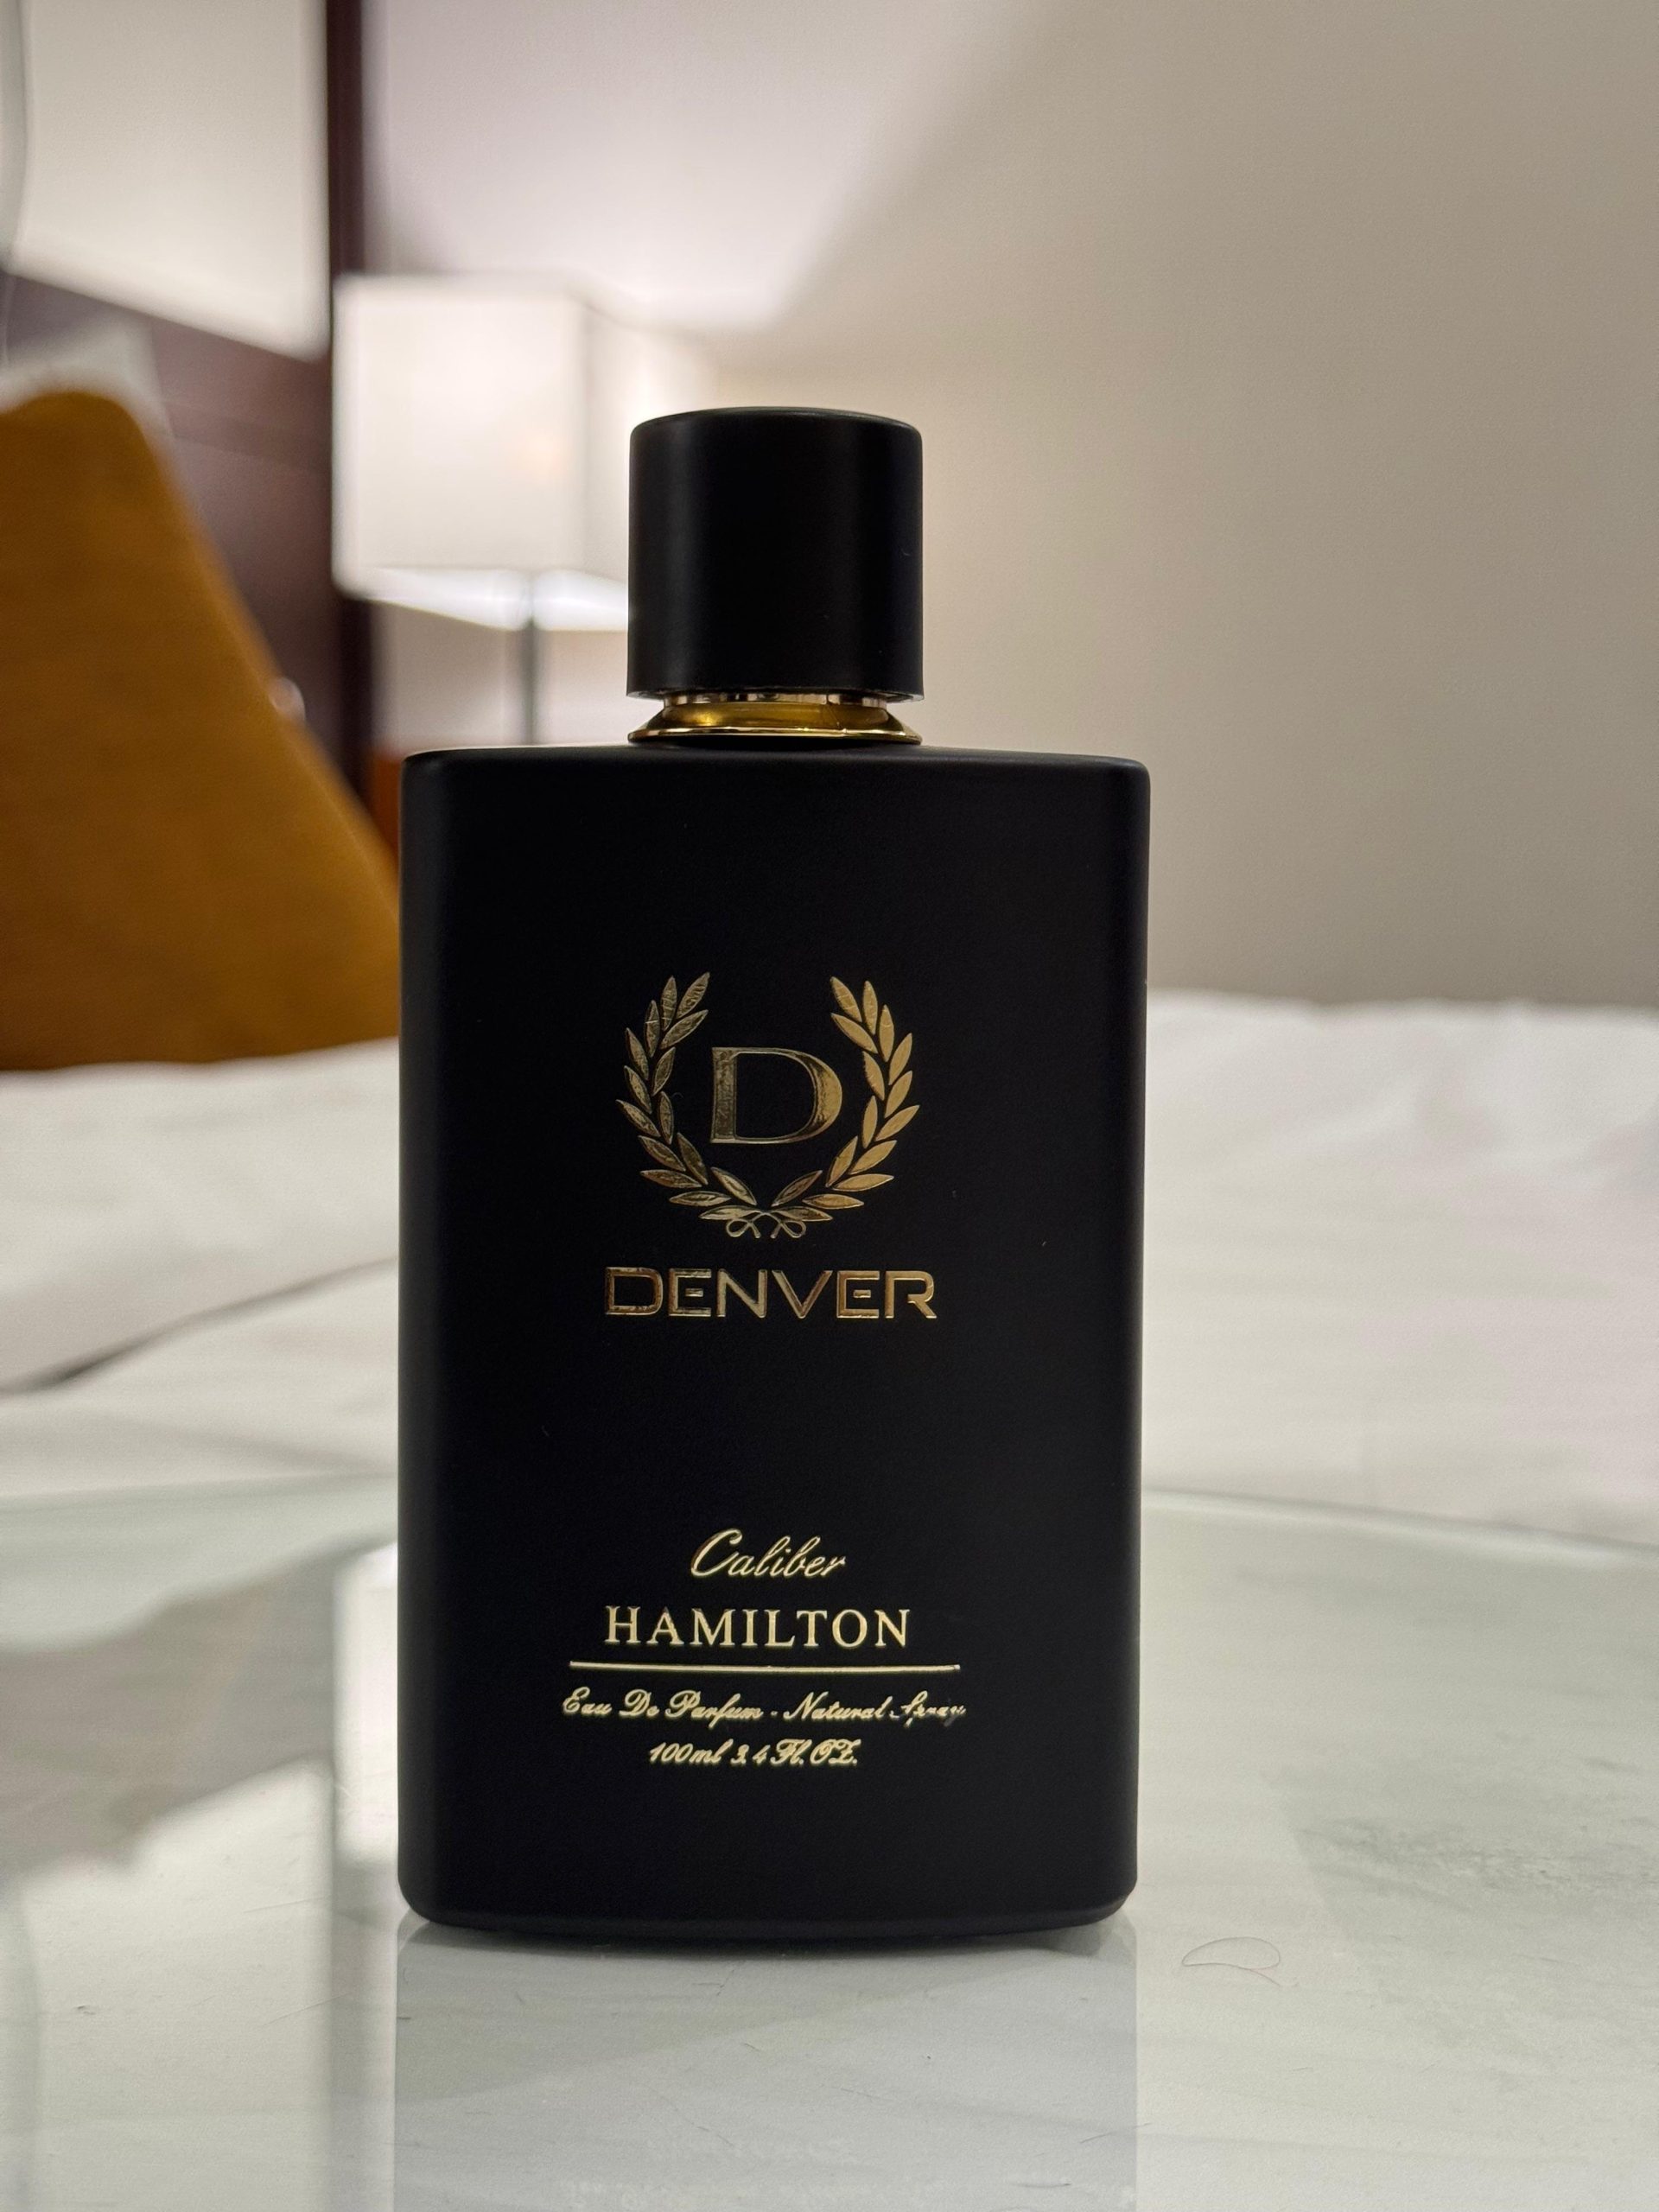 D
DENVER
Caliber
HAMILTON
Eau De Parfum - Natural Spray
100ml 3.4 Fl. OZ.